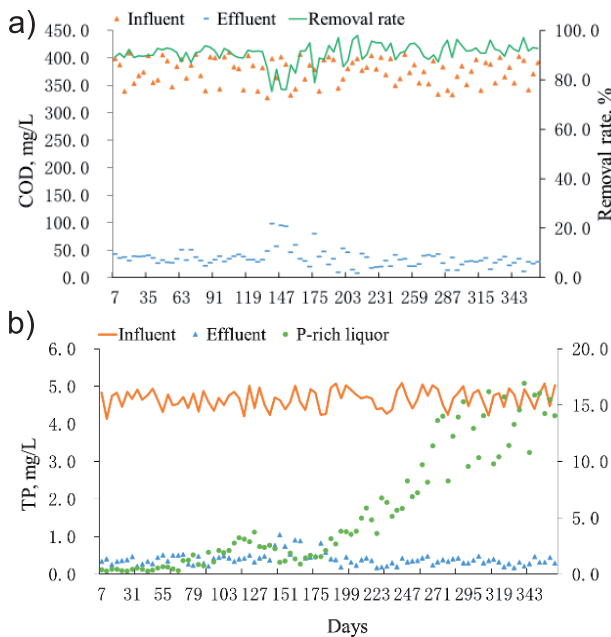 a)
Influent Effluent Removal rate
450.0
400.0
350.0
300.0
250.0
200.0
150.0
100.0
50.0
0.0
COD, mg/L
100.0
80.0
60.0
40.0
20.0
0.0
Removal rate, %
7 35 63 91 119 147 175 203 231 259 287 315 343
b)
Influent Effluent P-rich liquor
6.0
5.0
4.0
3.0
2.0
1.0
0.0
TP, mg/L
20.0
15.0
10.0
5.0
0.0
7 31 55 79 103 127 151 175 199 223 247 271 295 319 343
Days